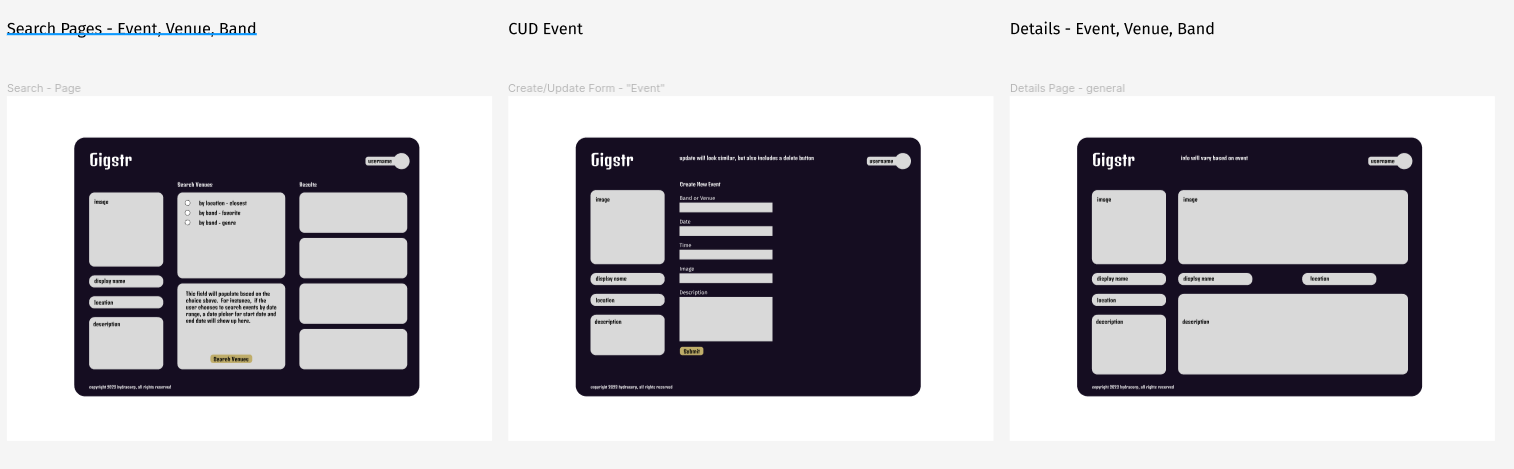 Search Pages - Event, Venue, Band
CUD Event
Details - Event, Venue, Band
Search - Page
Create/Update Form - "Event"
Details Page - general
Gigstr
username
Search Venues
Results
image
by location - closest
by band - favorite
by band - genre
display name
location
description
This field will populate based on the
choice above. For instance, if the
user chooses to search events by date
range, a date picker for start date and
end date will show up here.
Search Venues
copyright 2023 hydracorp, all rights reserved
Gigstr
update will look similar, but also includes a delete button
username
Create New Event
image
Band or Venue
Date
Time
Image
display name
Description
location
description
Submit
copyright 2023 hydracorp, all rights reserved
Gigstr
info will vary based on event
username
image
image
display name
display name
location
location
description
description
copyright 2023 hydracorp, all rights reserved